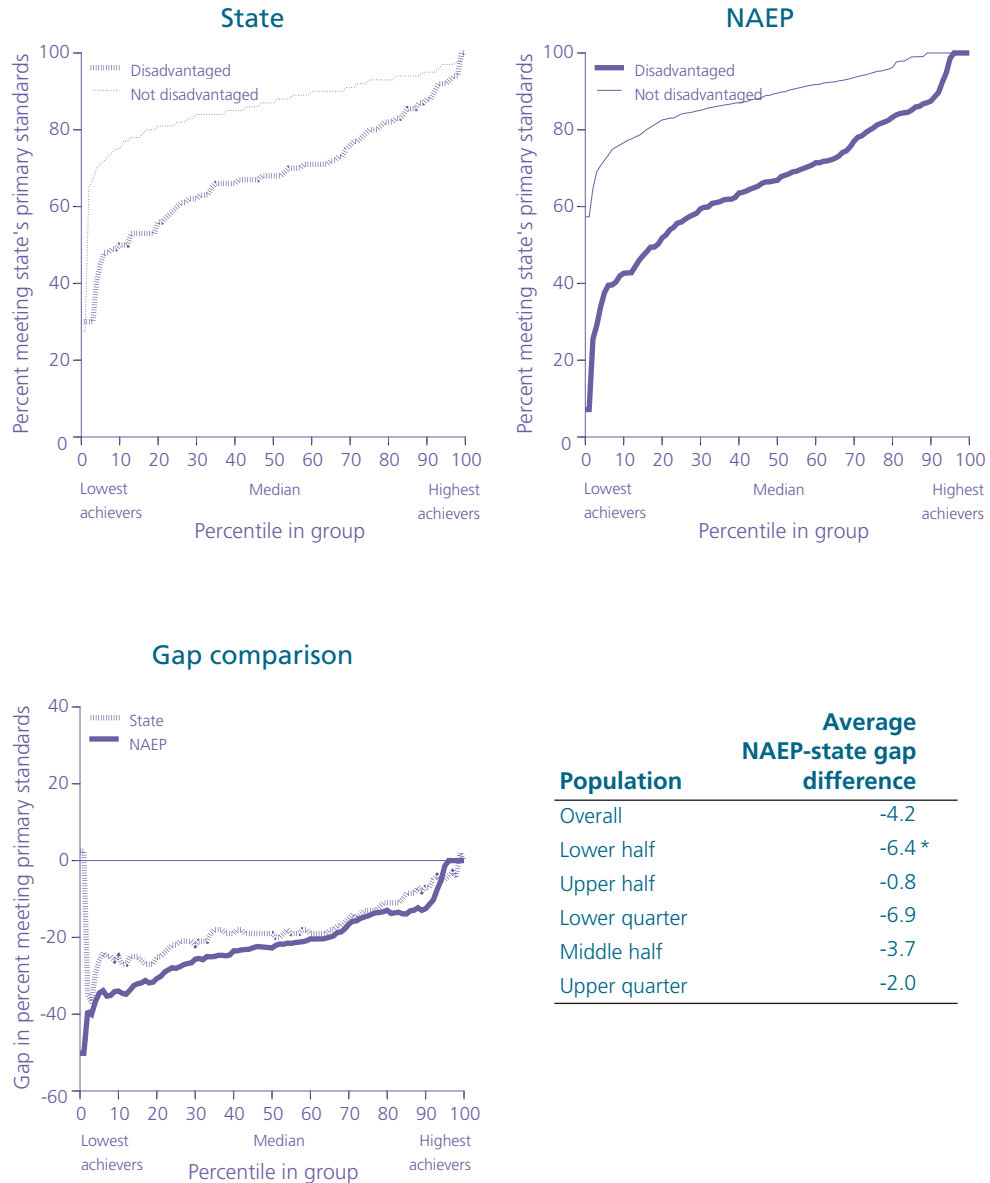 State
Percent meeting state's primary standards
100
80
60
40
20
0
Disadvantaged
Not disadvantaged
0 10 20 30 40 50 60 70 80 90 100
Lowest achievers
Median
Highest achievers
Percentile in group
NAEP
Percent meeting state's primary standards
100
80
60
40
20
0
Disadvantaged
Not disadvantaged
0 10 20 30 40 50 60 70 80 90 100
Lowest achievers
Median
Highest achievers
Percentile in group
Gap comparison
Gap in percent meeting primary standards
40
20
0
-20
-40
-60
State
NAEP
0 10 20 30 40 50 60 70 80 90 100
Lowest achievers
Median
Highest achievers
Percentile in group
Average
NAEP-state gap
Population difference
Overall -4.2
Lower half -6.4 *
Upper half -0.8
Lower quarter -6.9
Middle half -3.7
Upper quarter -2.0